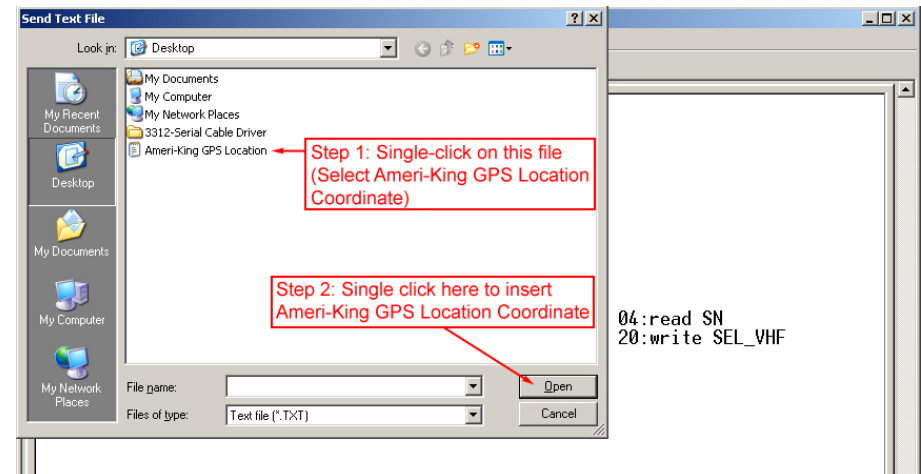 Send Text File
Look in:
Desktop
My Recent
Documents
Desktop
My Documents
My Computer
My Network
Places
My Documents
My Computer
My Network Places
3312-Serial Cable Driver
Ameri-King GPS Location
Step 1: Single-click on this file
(Select Ameri-King GPS Location
Coordinate)
Step 2: Single click here to insert
Ameri-King GPS Location Coordinate
File name:
Open
Files of type:
Text file (*.TXT)
Cancel
04:read SN
20:write SEL_VHF